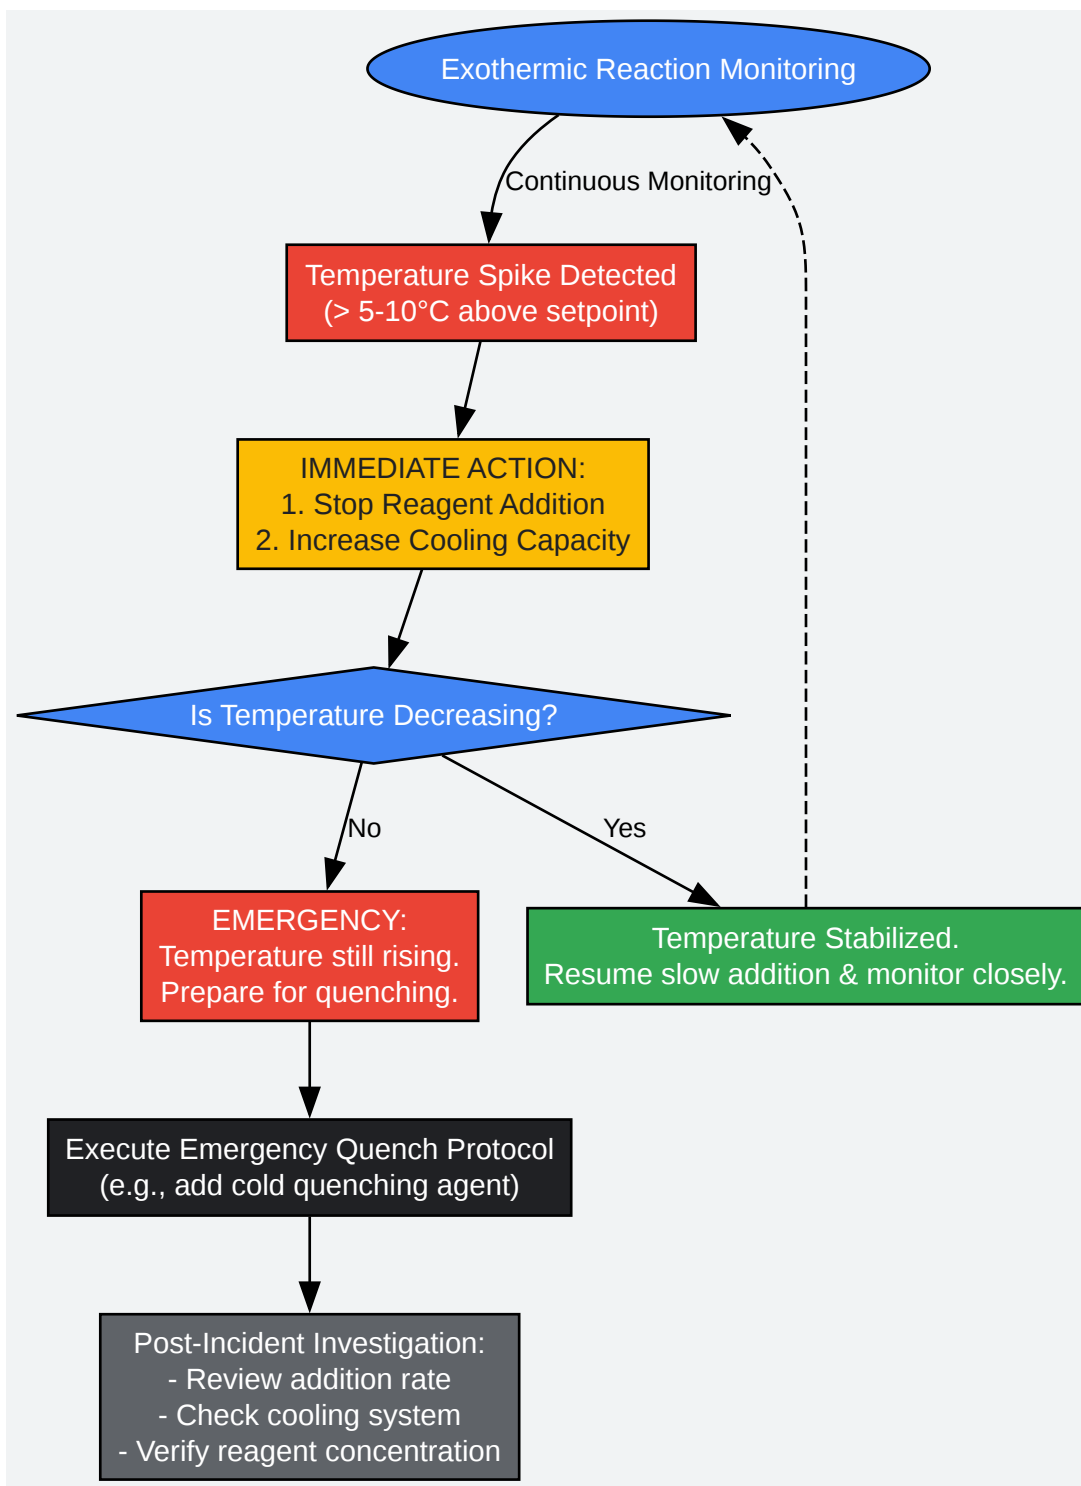 Exothermic Reaction Monitoring
Continuous Monitoring
Temperature Spike Detected
(> 5-10°C above setpoint)
IMMEDIATE ACTION:
1. Stop Reagent Addition
2. Increase Cooling Capacity
Is Temperature Decreasing?
No
Yes
EMERGENCY:
Temperature still rising.
Prepare for quenching.
Temperature Stabilized.
Resume slow addition & monitor closely.
Execute Emergency Quench Protocol
(e.g., add cold quenching agent)
Post-Incident Investigation:
- Review addition rate
- Check cooling system
- Verify reagent concentration